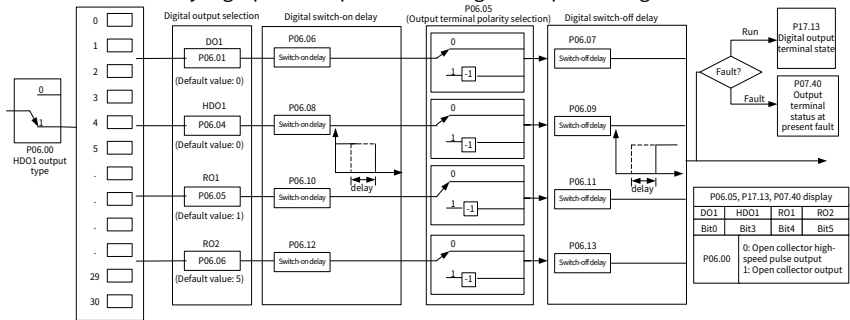 P06.05
Digital output selection
Digital switch-on delay
(Output terminal polarity selection)
Digital switch-off delay
0
1
2
3
4
5
.
.
.
.
29
30
0
1
P06.00
HDO1 output
type
DO1
P06.01
(Default value: 0)
HDO1
P06.04
(Default value: 0)
RO1
P06.05
(Default value: 1)
RO2
P06.06
(Default value: 5)
P06.06
Switch-on delay
P06.08
Switch-on delay
delay
P06.10
Switch-on delay
P06.12
Switch-on delay
0
1
-1
0
1
-1
0
1
-1
0
1
-1
P06.07
Switch-off delay
P06.09
Switch-off delay
delay
P06.11
Switch-off delay
P06.13
Switch-off delay
Run
Fault?
Fault
P17.13
Digital output
terminal state
P07.40
Output
terminal
status at
present fault
P06.05, P17.13, P07.40 display
DO1 HDO1 RO1 RO2
Bit0 Bit3 Bit4 Bit5
P06.00
0: Open collector high-
speed pulse output
1: Open collector output